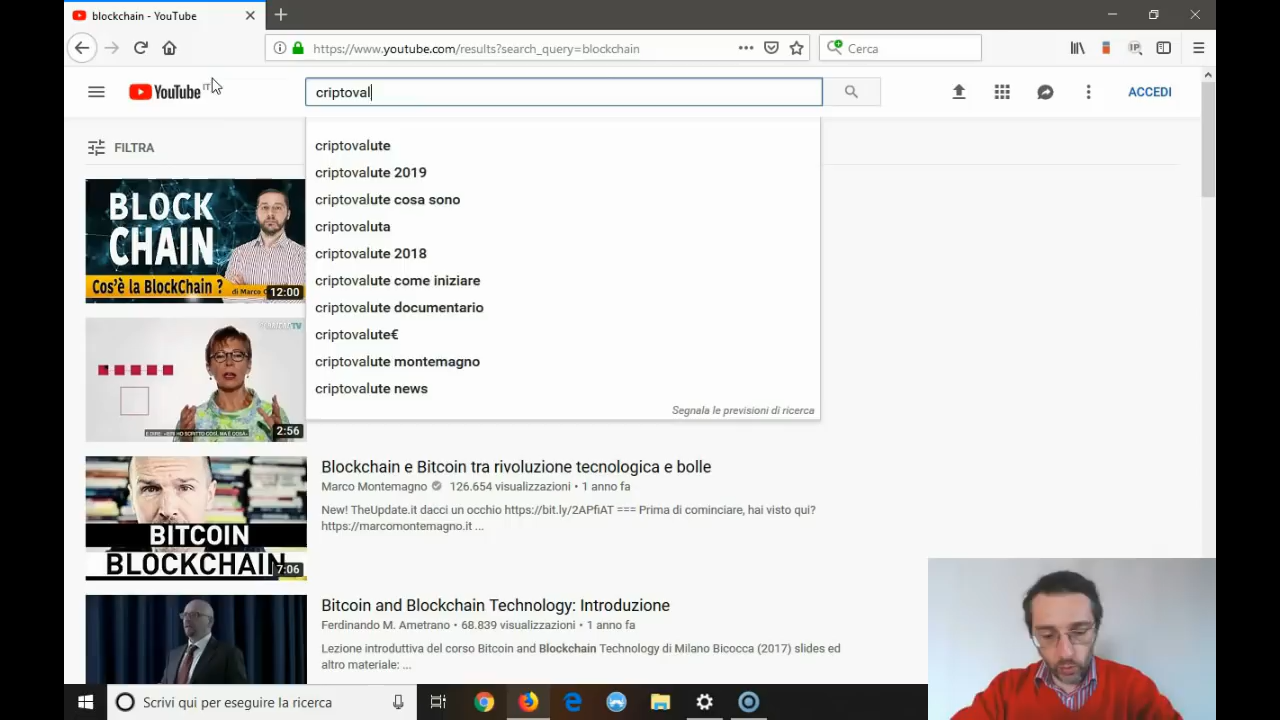 blockchain - YouTube
https://www.youtube.com/results?search_query=blockchain
Cerca
YouTube IT
criptoval
ACCEDI
FILTRA
criptovalute
criptovalute 2019
criptovalute cosa sono
criptovaluta
criptovalute 2018
criptovalute come iniziare
criptovalute documentario
criptovalute€
criptovalute montemagno
criptovalute news
Segnala le previsioni di ricerca
BLOCK
CHAIN
Cos'è la BlockChain ?
di Marco
12:00
2:56
Blockchain e Bitcoin tra rivoluzione tecnologica e bolle
Marco Montemagno 126.654 visualizzazioni • 1 anno fa
New! TheUpdate.it dacci un occhio https://bit.ly/2APfiAT === Prima di cominciare, hai visto qui?
https://marcomontemagno.it ...
BITCOIN
BLOCKCHAIN
7:06
Bitcoin and Blockchain Technology: Introduzione
Ferdinando M. Ametrano • 68.839 visualizzazioni • 1 anno fa
Lezione introduttiva del corso Bitcoin and Blockchain Technology di Milano Bicocca (2017) slides ed
altro materiale: ...
Scrivi qui per eseguire la ricerca